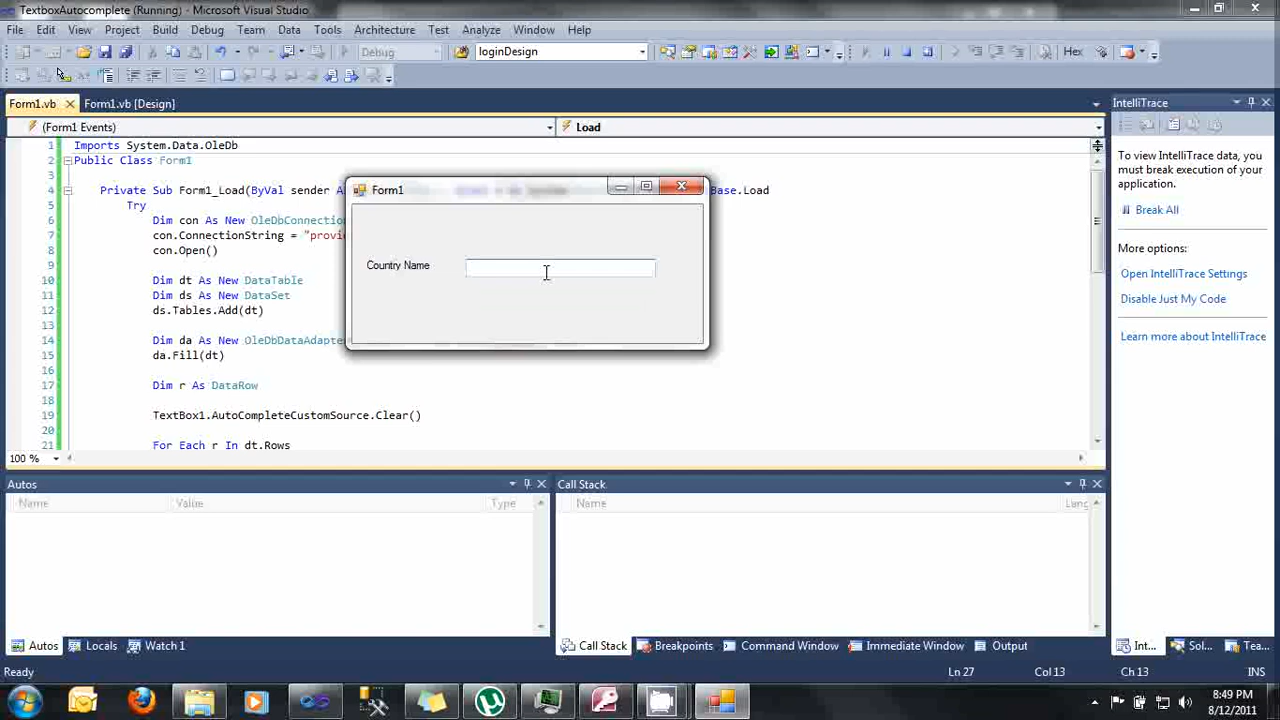 TextboxAutocomplete (Running) - Microsoft Visual Studio
File Edit View Project Build Debug Team Data Tools Architecture Test Analyze Window Help
Debug loginDesign Hex
Form1.vb Form1.vb [Design]
(Form1 Events) Load
1 Imports System.Data.OleDb
2 Public Class Form1
3
4 Private Sub Form1_Load(ByVal sender Base.Load
5 Try
6 Dim con As New OleDbConnection
7 con.ConnectionString = "provi
8 con.Open()
9
10 Dim dt As New DataTable
11 Dim ds As New DataSet
12 ds.Tables.Add(dt)
13
14 Dim da As New OleDbDataAdapte
15 da.Fill(dt)
16
17 Dim r As DataRow
18
19 TextBox1.AutoCompleteCustomSource.Clear()
20
21 For Each r In dt.Rows
100 %
Form1
Country Name
IntelliTrace
To view IntelliTrace data, you
must break execution of your
application.
Break All
More options:
Open IntelliTrace Settings
Disable Just My Code
Learn more about IntelliTrace
Autos
Name Value Type
Call Stack
Name Lang
Autos Locals Watch 1
Call Stack Breakpoints Command Window Immediate Window Output
Int... Sol... Tea...
Ready Ln 27 Col 13 Ch 13 INS
8:49 PM
8/12/2011